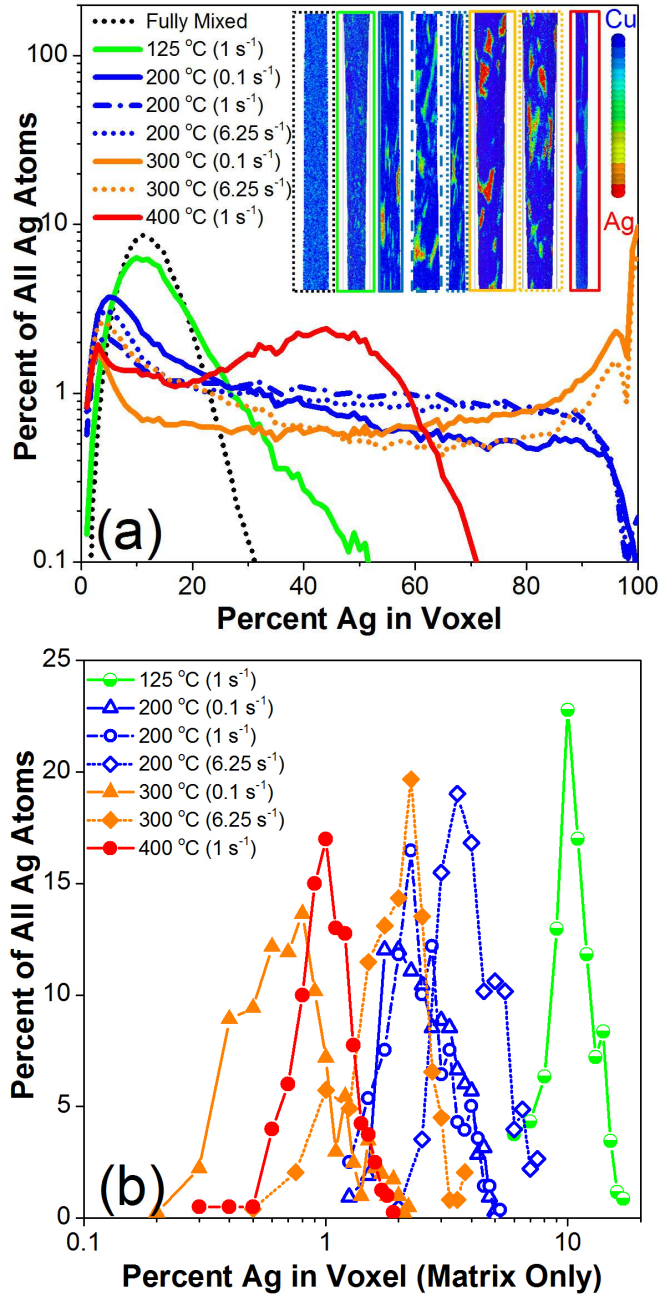 Fully Mixed
125 °C (1 s⁻¹)
200 °C (0.1 s⁻¹)
200 °C (1 s⁻¹)
200 °C (6.25 s⁻¹)
300 °C (0.1 s⁻¹)
300 °C (6.25 s⁻¹)
400 °C (1 s⁻¹)
Cu
Ag
100
10
1
0.1
Percent of All Ag Atoms
(a)
0 20 40 60 80 100
Percent Ag in Voxel
125 °C (1 s⁻¹)
200 °C (0.1 s⁻¹)
200 °C (1 s⁻¹)
200 °C (6.25 s⁻¹)
300 °C (0.1 s⁻¹)
300 °C (6.25 s⁻¹)
400 °C (1 s⁻¹)
25
20
15
10
5
0
Percent of All Ag Atoms
(b)
0.1 1 10
Percent Ag in Voxel (Matrix Only)